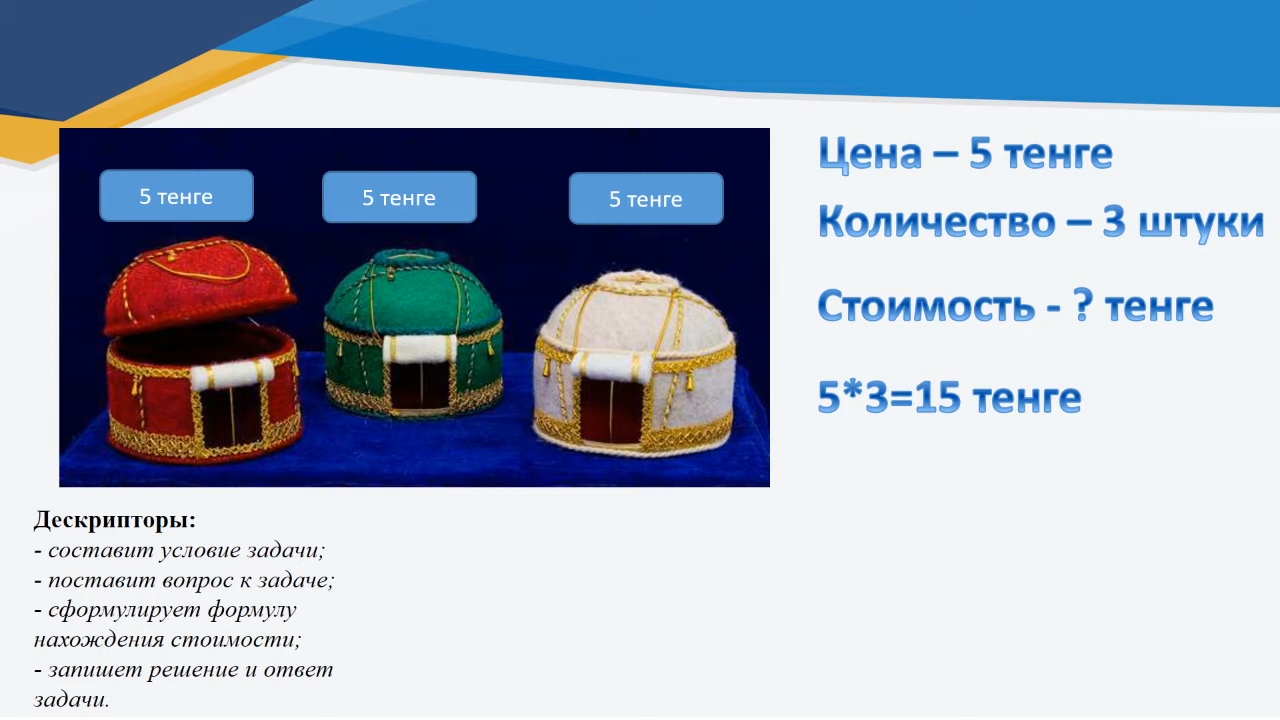 5 тенге
5 тенге
5 тенге
Цена – 5 тенге
Количество – 3 штуки
Стоимость - ? тенге
5*3=15 тенге
Дескрипторы:
- составит условие задачи;
- поставит вопрос к задаче;
- сформулирует формулу
нахождения стоимости;
- запишет решение и ответ
задачи.